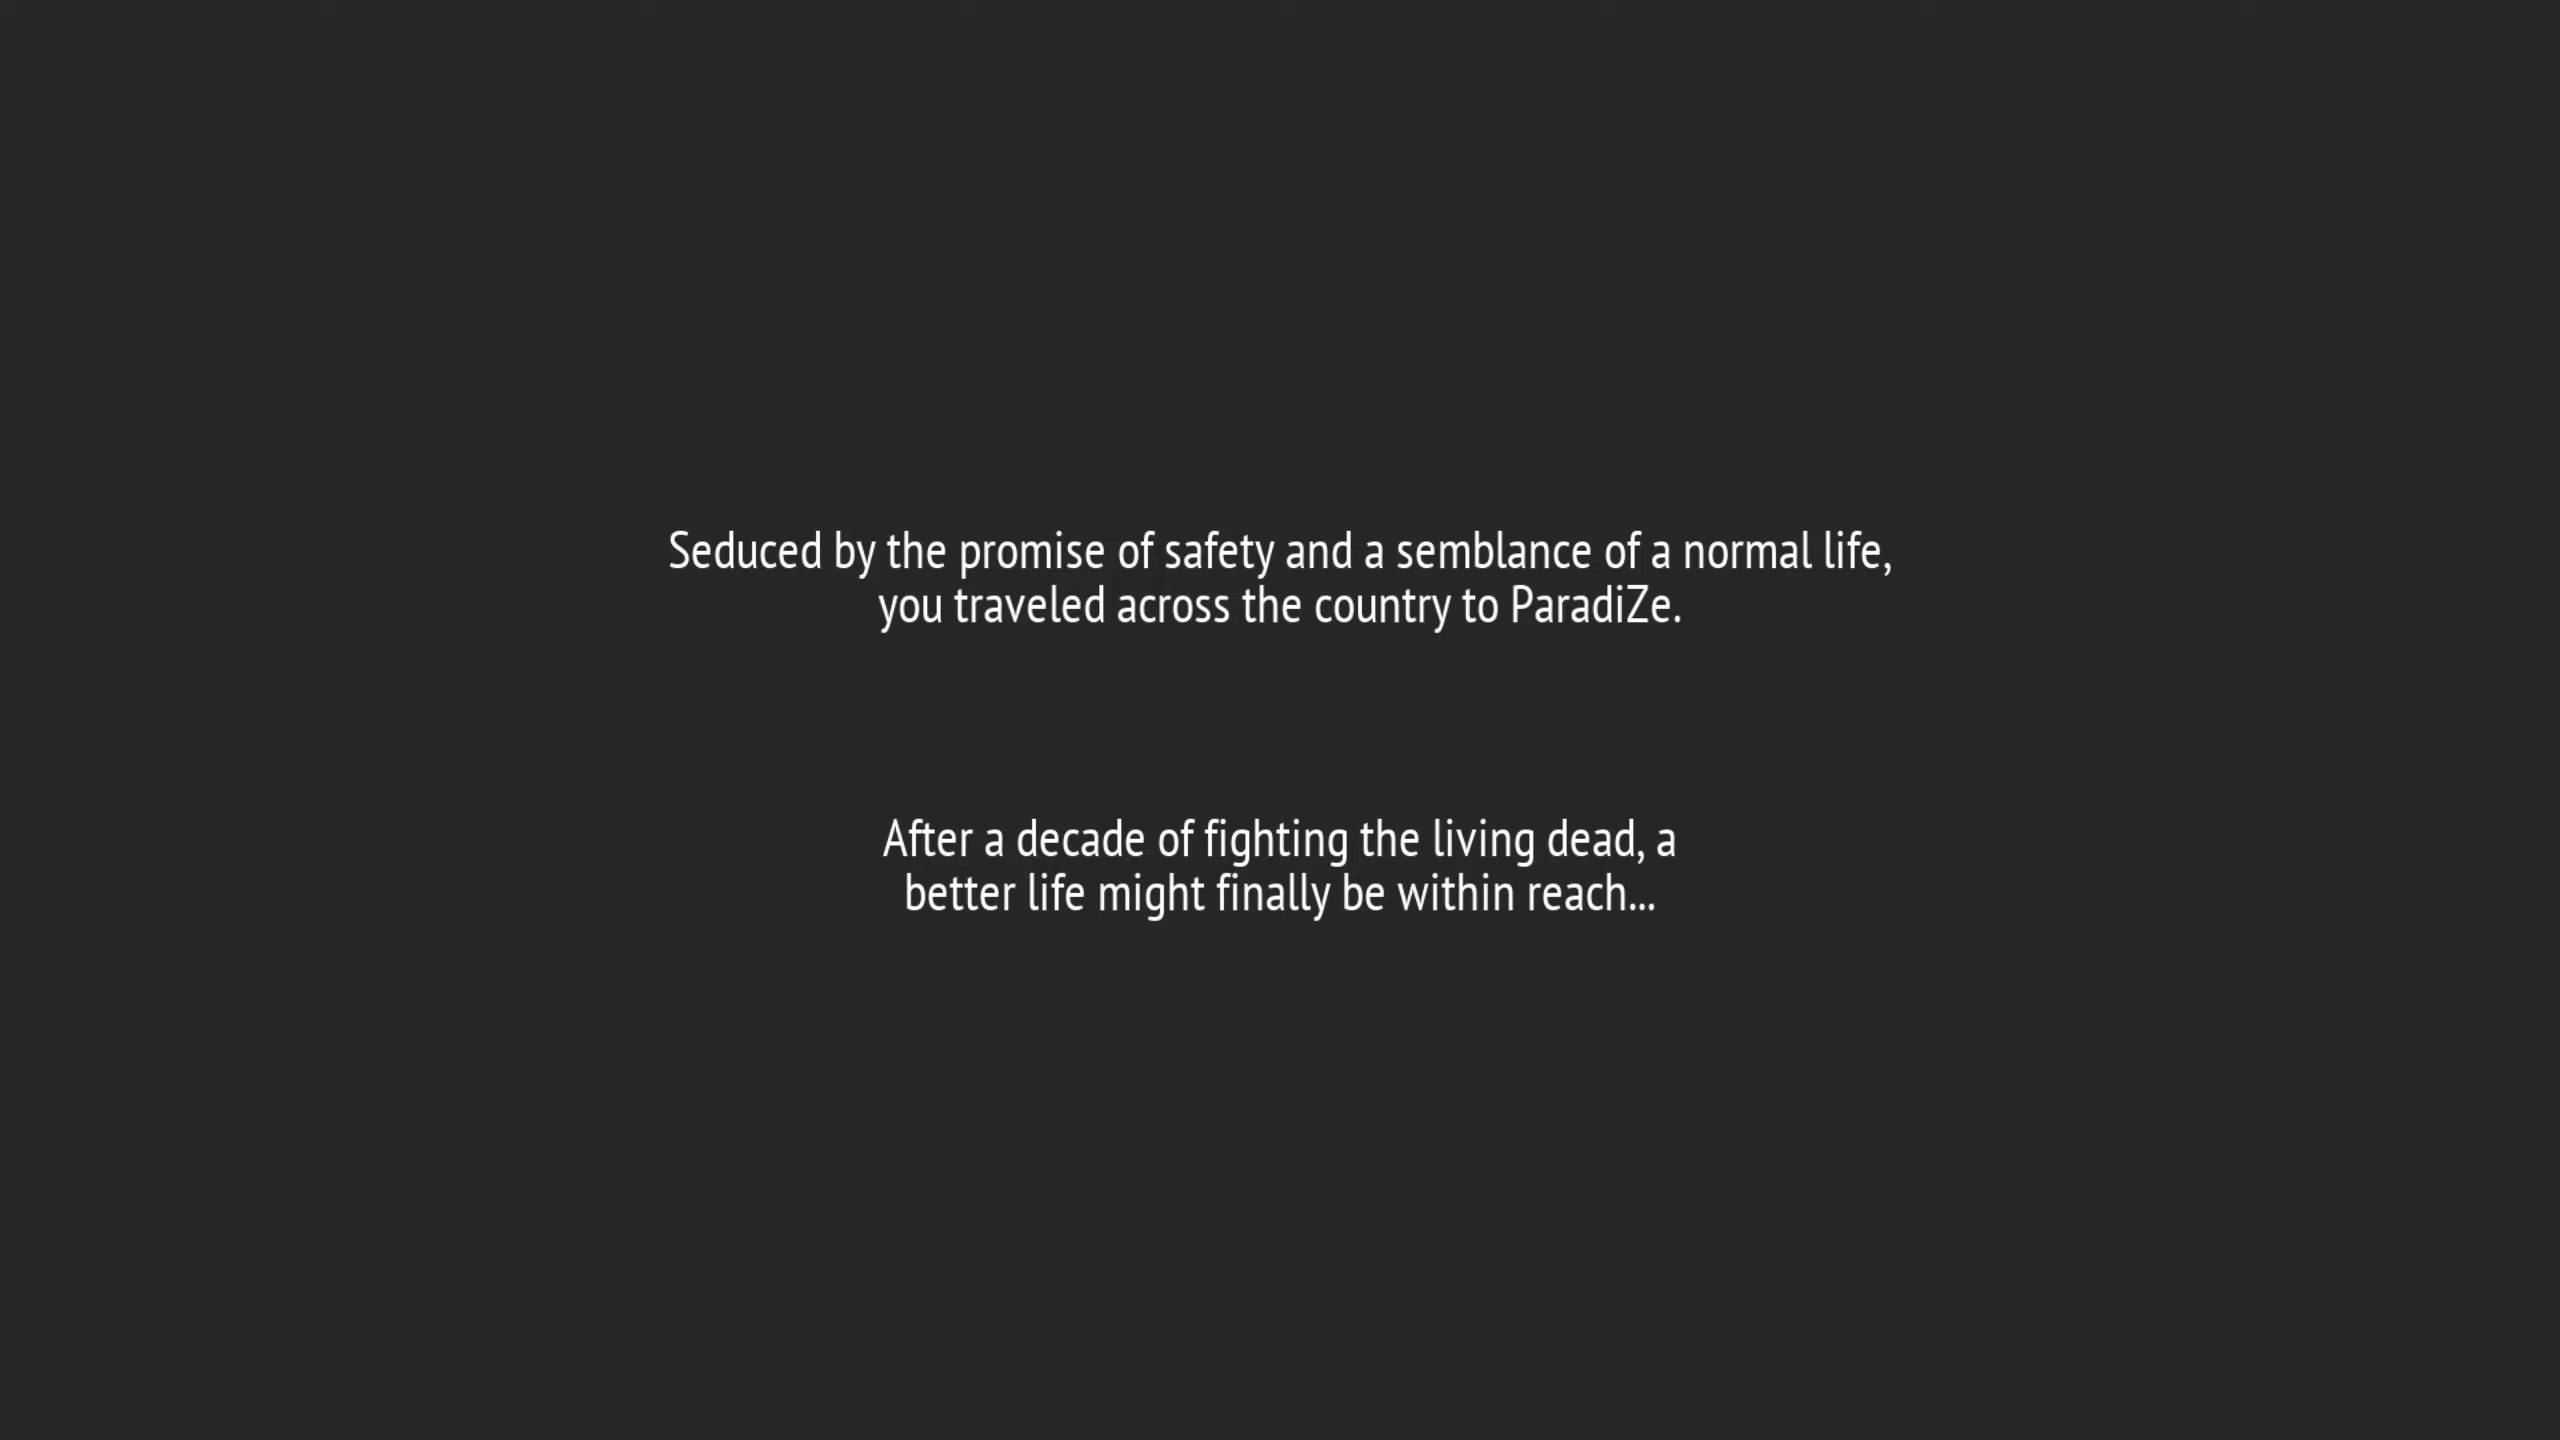 Seduced by the promise of safety and a semblance of a normal life,
you traveled across the country to ParadiZe.
After a decade of fighting the living dead, a
better life might finally be within reach...